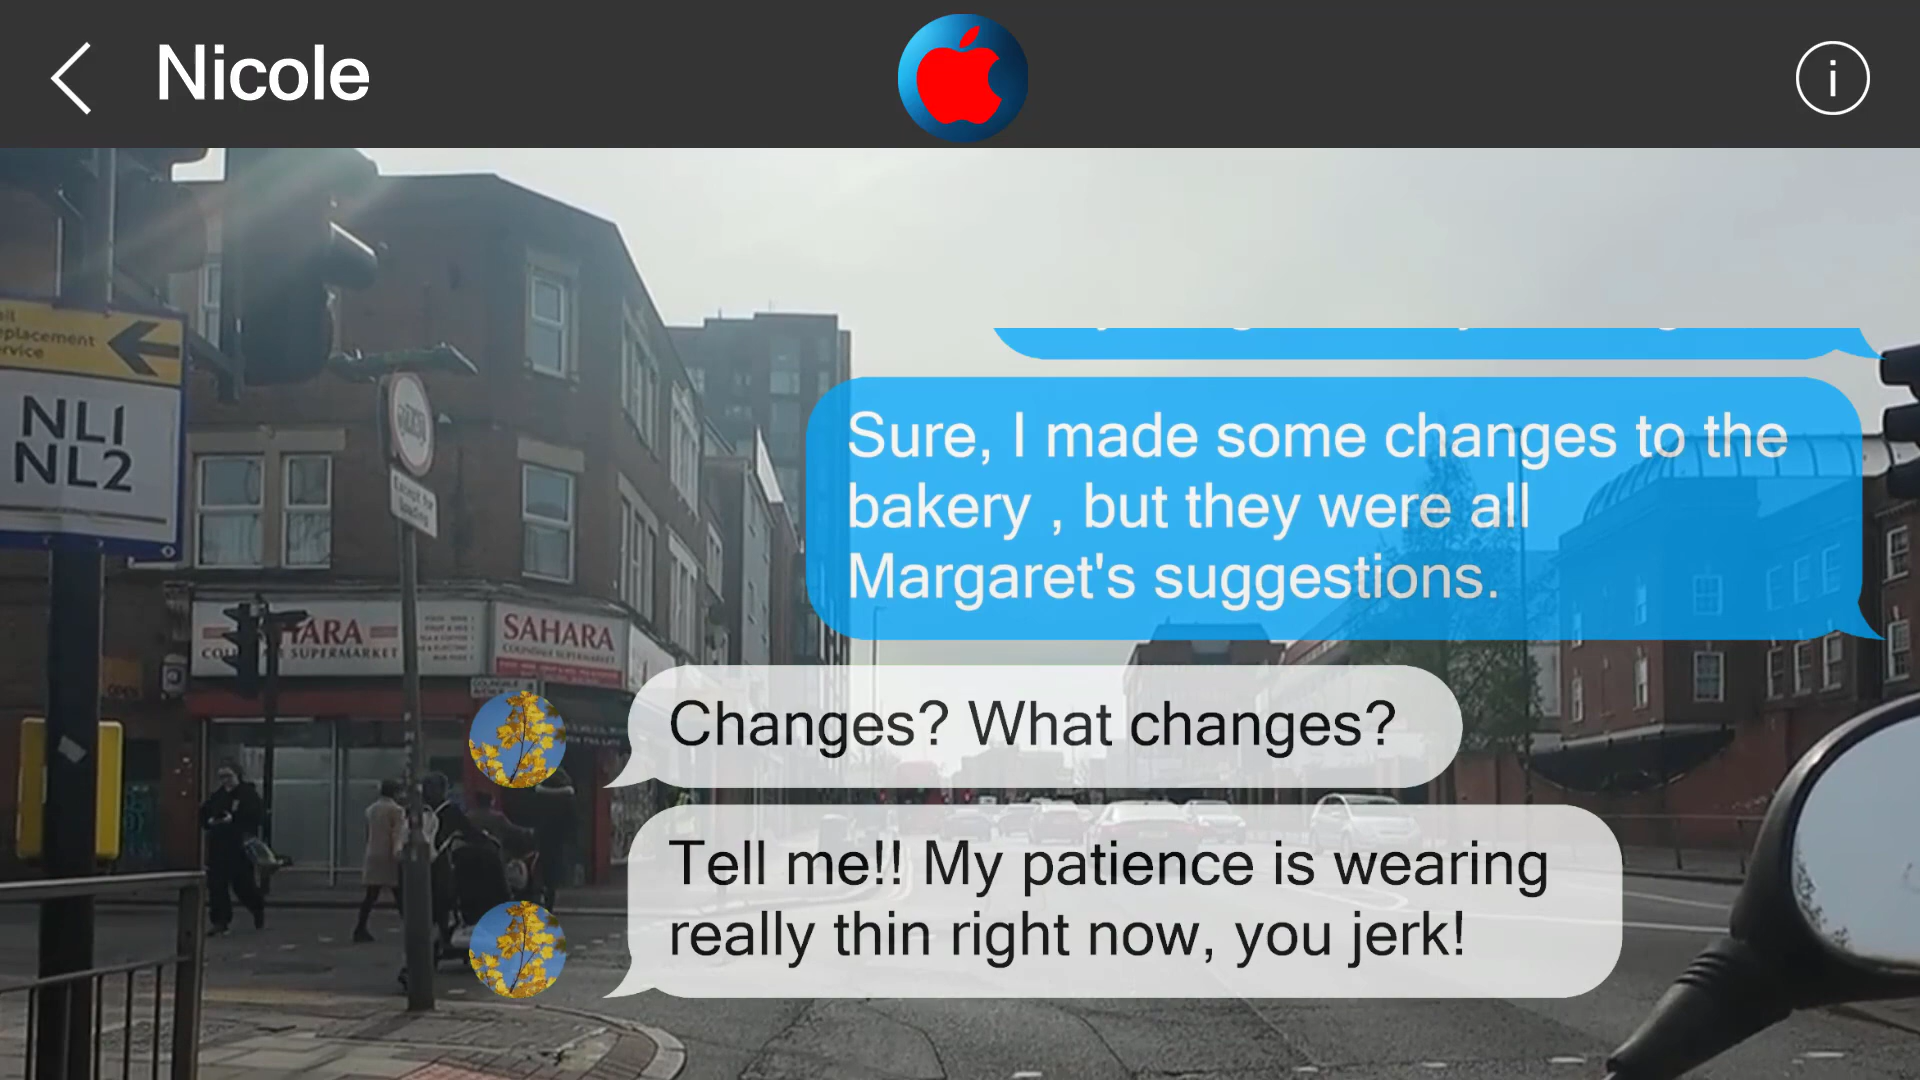 Nicole
i
Sure, I made some changes to the
bakery , but they were all
Margaret's suggestions.
Changes? What changes?
Tell me!! My patience is wearing
really thin right now, you jerk!
NL1
NL2
SAHARA
SUPERMARKET